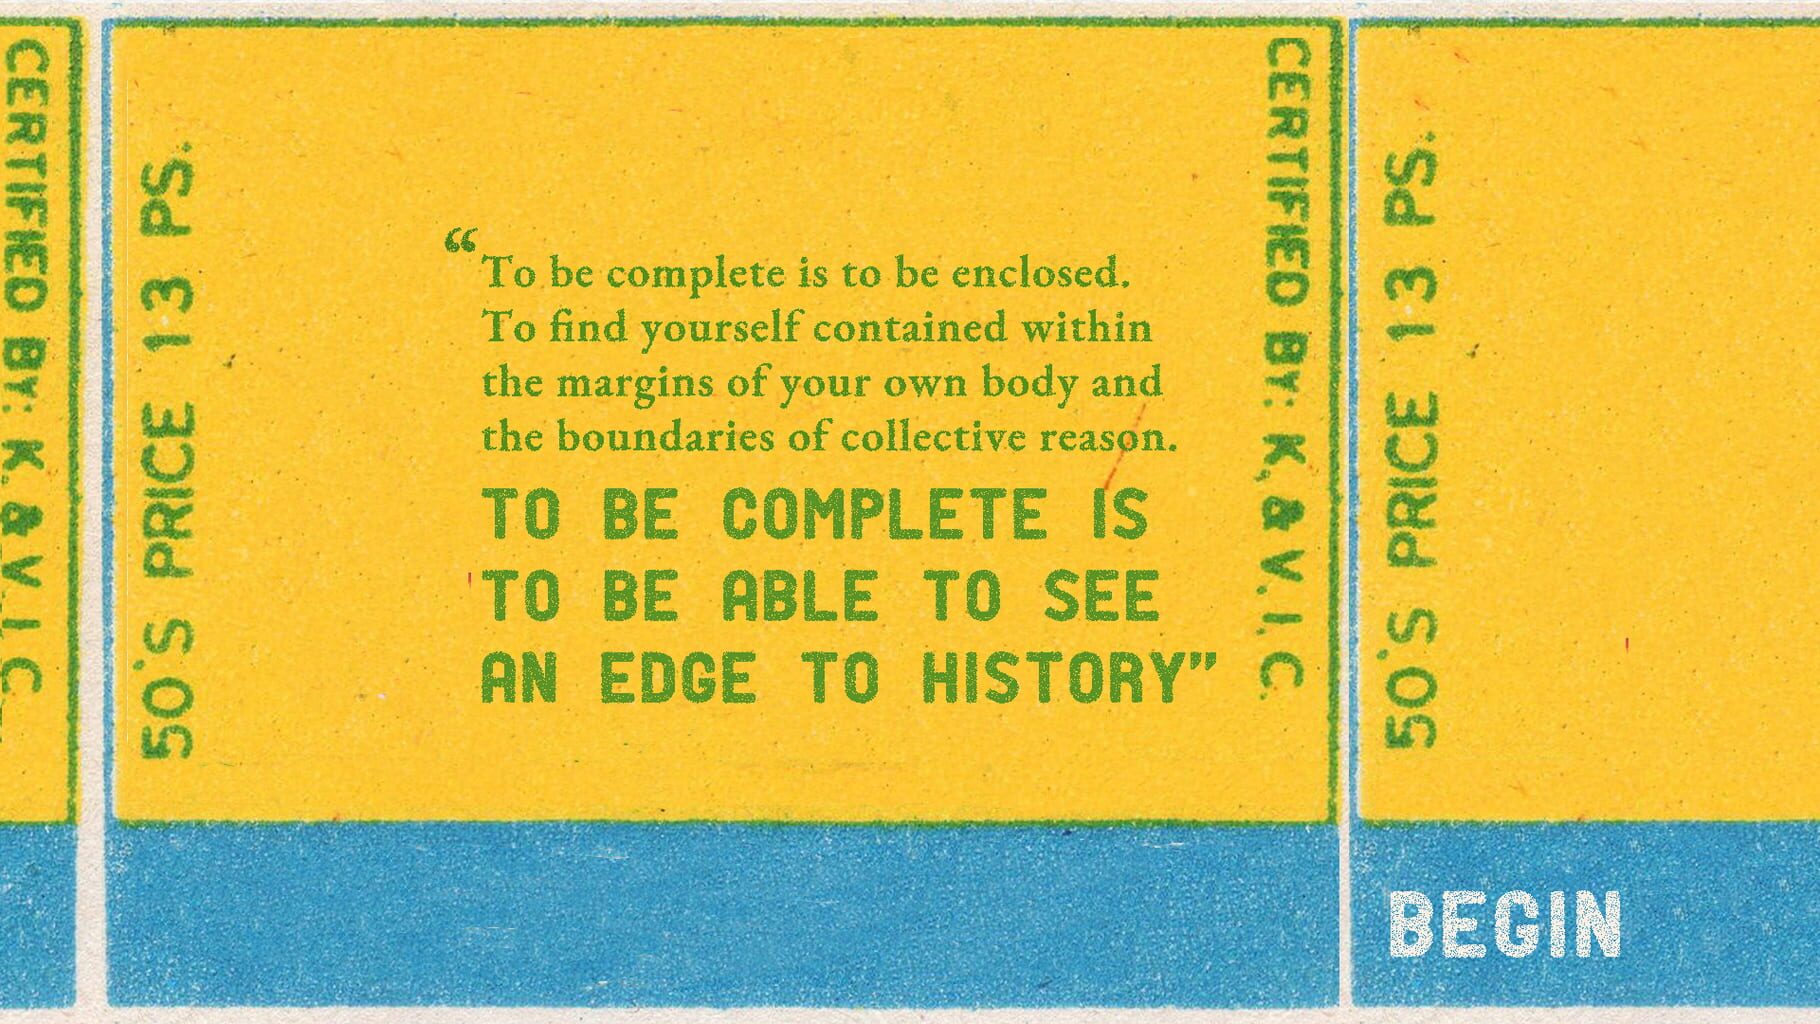 CERTIFIED BY: K. & V.I.C.
50'S PRICE 13 PS.
“To be complete is to be enclosed.
To find yourself contained within
the margins of your own body and
the boundaries of collective reason.
TO BE COMPLETE IS
TO BE ABLE TO SEE
AN EDGE TO HISTORY”
CERTIFIED BY: K. & V.I.C.
50'S PRICE 13 PS.
BEGIN